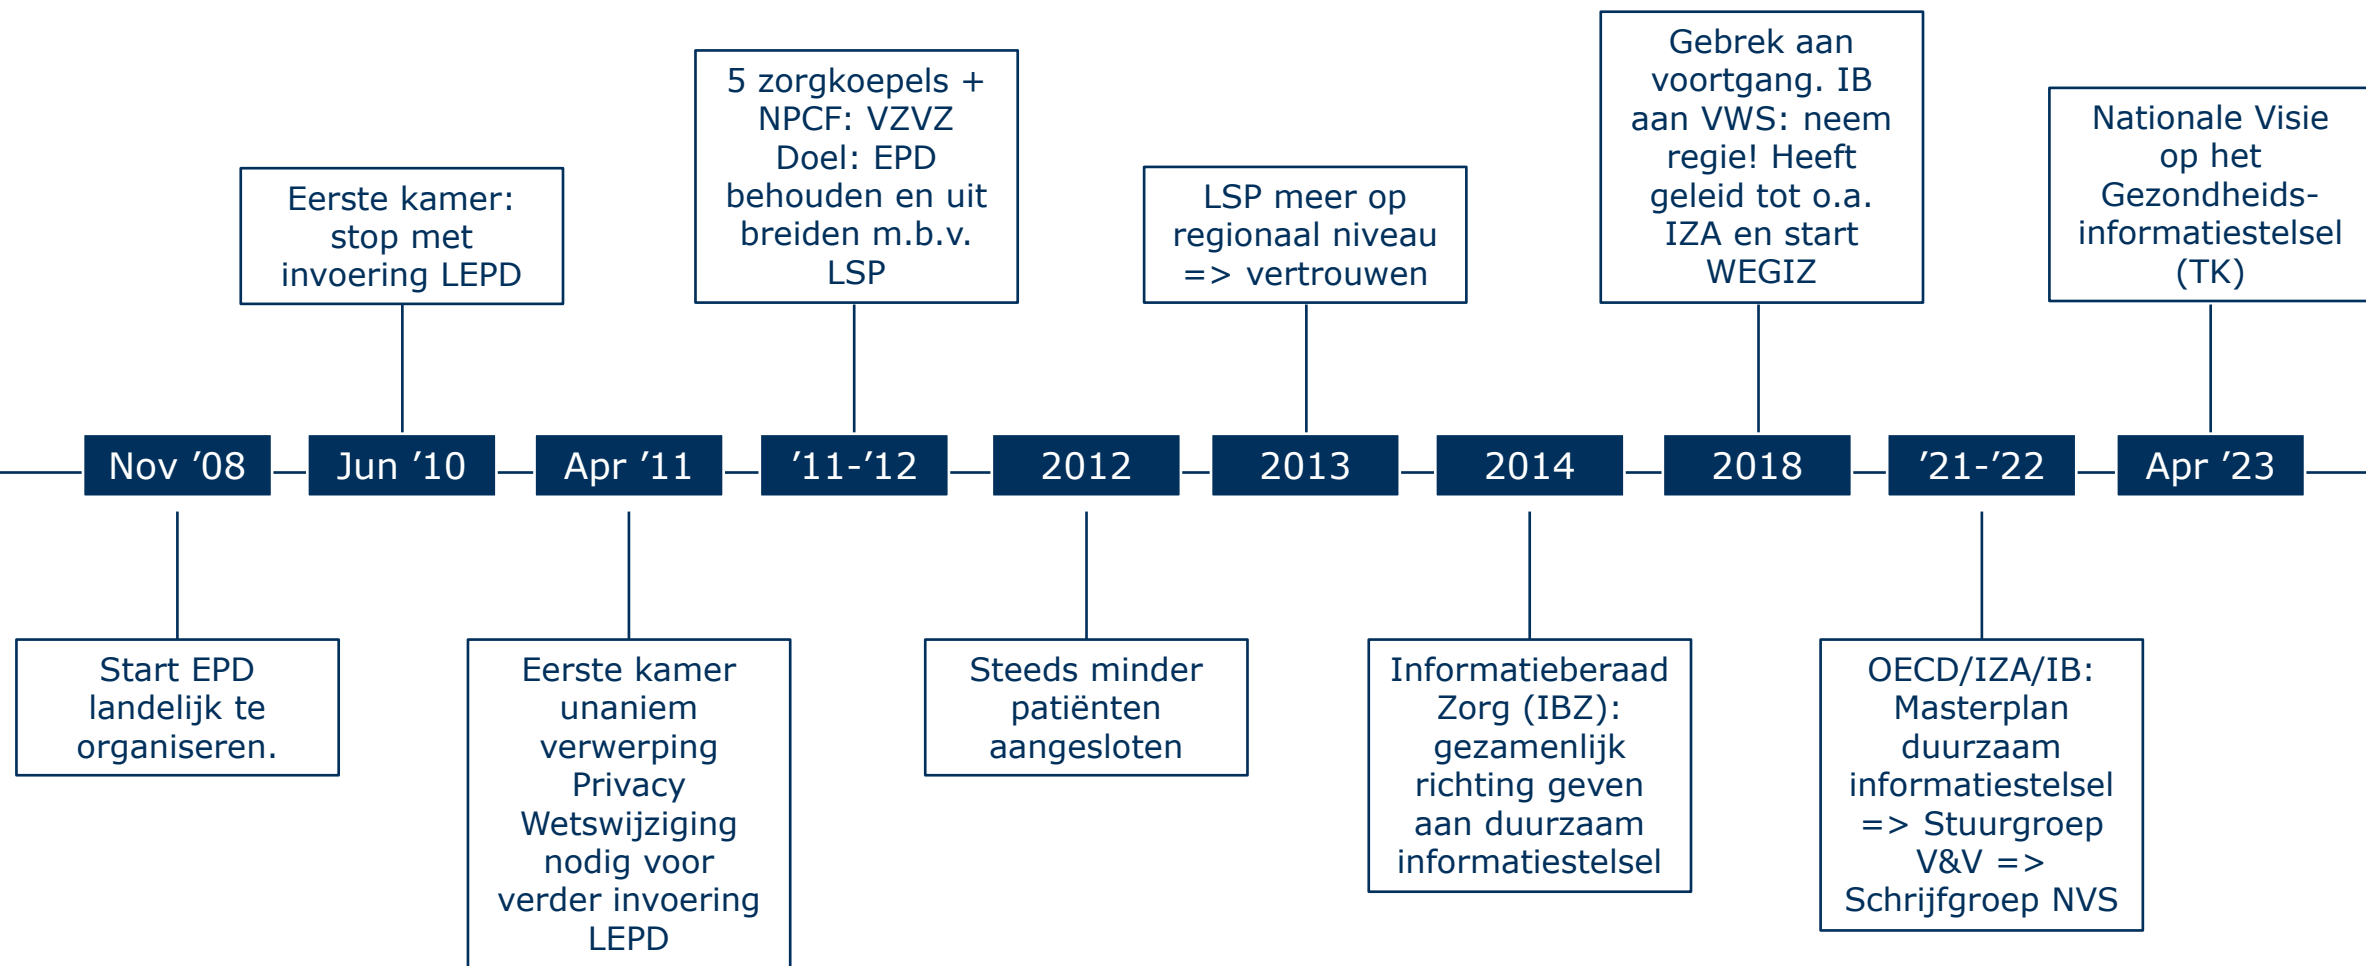 Eerste kamer:
stop met
invoering LEPD
5 zorgkoepels +
NPCF: VZVZ
Doel: EPD
behouden en uit
breiden m.b.v.
LSP
LSP meer op
regionaal niveau
=> vertrouwen
Gebrek aan
voortgang. IB
aan VWS: neem
regie! Heeft
geleid tot o.a.
IZA en start
WEGIZ
Nationale Visie
op het
Gezondheids-
informatiestelsel
(TK)
Nov ’08
Jun ’10
Apr ’11
’11-’12
2012
2013
2014
2018
’21-’22
Apr ’23
Start EPD
landelijk te
organiseren.
Eerste kamer
unaniem
verwerping
Privacy
Wetswijziging
nodig voor
verder invoering
LEPD
Steeds minder
patiënten
aangesloten
Informatieberaad
Zorg (IBZ):
gezamenlijk
richting geven
aan duurzaam
informatiestelsel
OECD/IZA/IB:
Masterplan
duurzaam
informatiestelsel
=> Stuurgroep
V&V =>
Schrijfgroep NVS